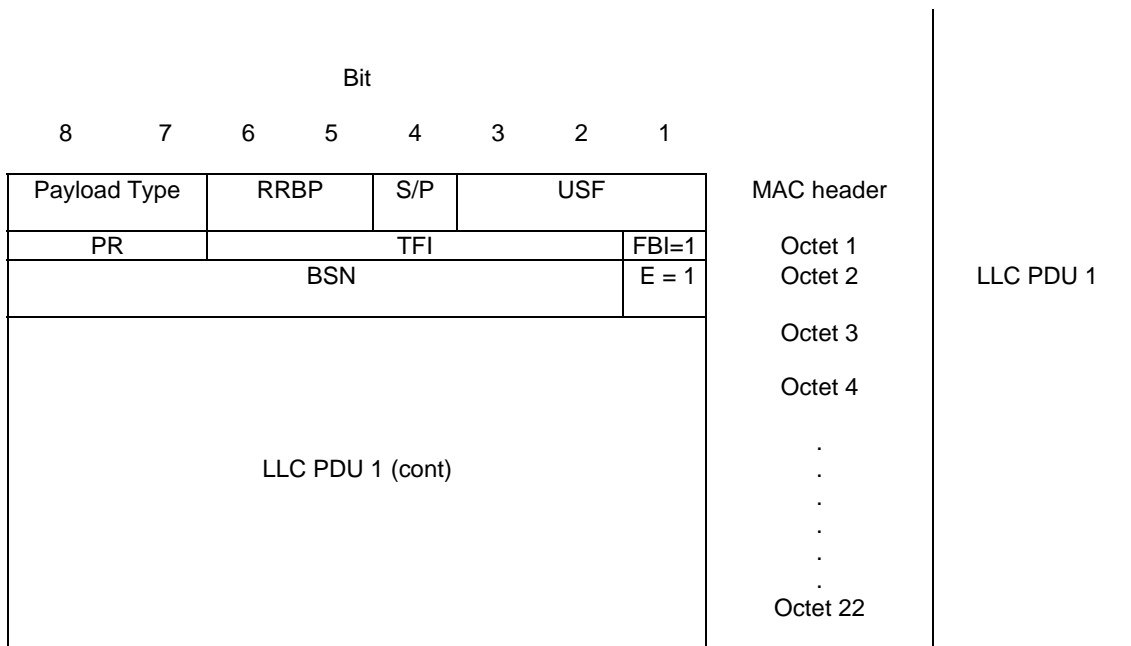 Bit
8 7 6 5 4 3 2 1
Payload Type RRBP S/P USF MAC header
PR TFI FBI=1 Octet 1
BSN E = 1 Octet 2 LLC PDU 1
Octet 3
Octet 4
.
LLC PDU 1 (cont) .
.
.
.
.
Octet 22